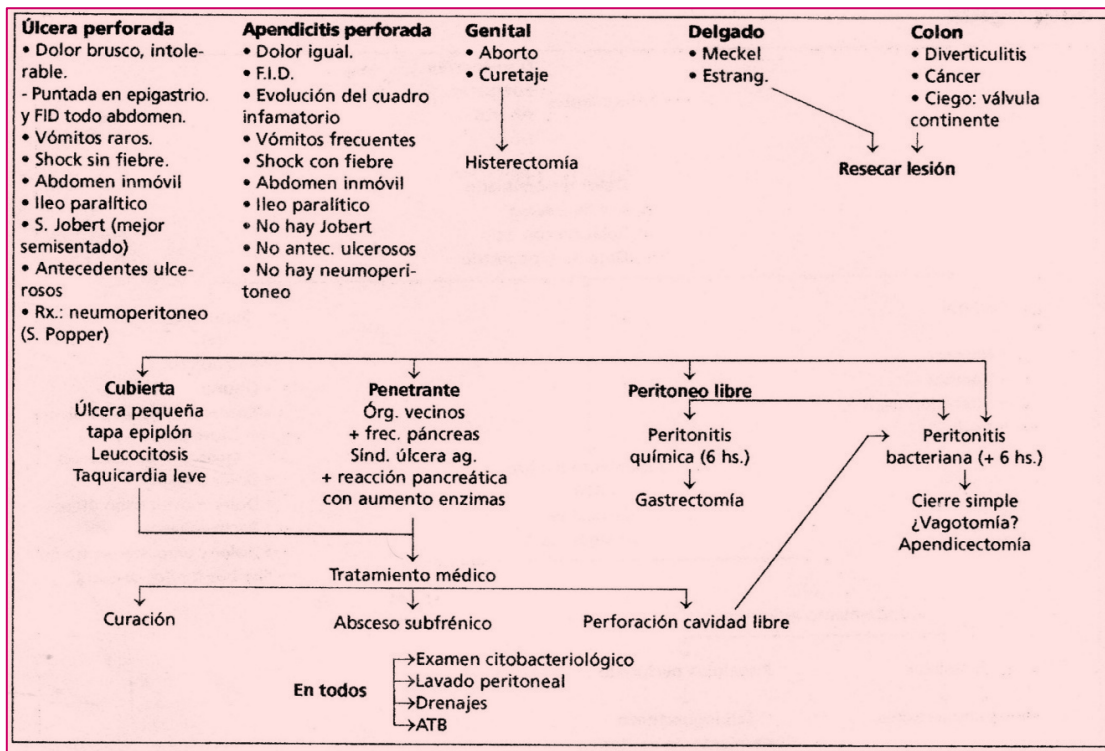 Úlcera perforada
• Dolor brusco, intole-
rable.
- Puntada en epigastrio.
y FID todo abdomen.
• Vómitos raros.
• Shock sin fiebre.
• Abdomen inmóvil
• Ileo paralítico
• S. Jobert (mejor
semisentado)
• Antecedentes ulce-
rosos
• Rx.: neumoperitoneo
(S. Popper)
Apendicitis perforada
• Dolor igual.
• F.I.D.
• Evolución del cuadro
infamatorio
• Vómitos frecuentes
• Shock con fiebre
• Abdomen inmóvil
• Ileo paralítico
• No hay Jobert
• No antec. ulcerosos
• No hay neumoperi-
toneo
Genital
• Aborto
• Curetaje
Histerectomía
Delgado
• Meckel
• Estrang.
Colon
• Diverticulitis
• Cáncer
• Ciego: válvula
continente
Resecar lesión
Cubierta
Úlcera pequeña
tapa epiplón
Leucocitosis
Taquicardia leve
Penetrante
Órg. vecinos
+ frec. páncreas
Sínd. úlcera ag.
+ reacción pancreática
con aumento enzimas
Peritoneo libre
Peritonitis
química (6 hs.)
Gastrectomía
Peritonitis
bacteriana (+ 6 hs.)
Cierre simple
¿Vagotomía?
Apendicectomía
Tratamiento médico
Curación
Absceso subfrénico
Perforación cavidad libre
En todos
Examen citobacteriológico
Lavado peritoneal
Drenajes
ATB